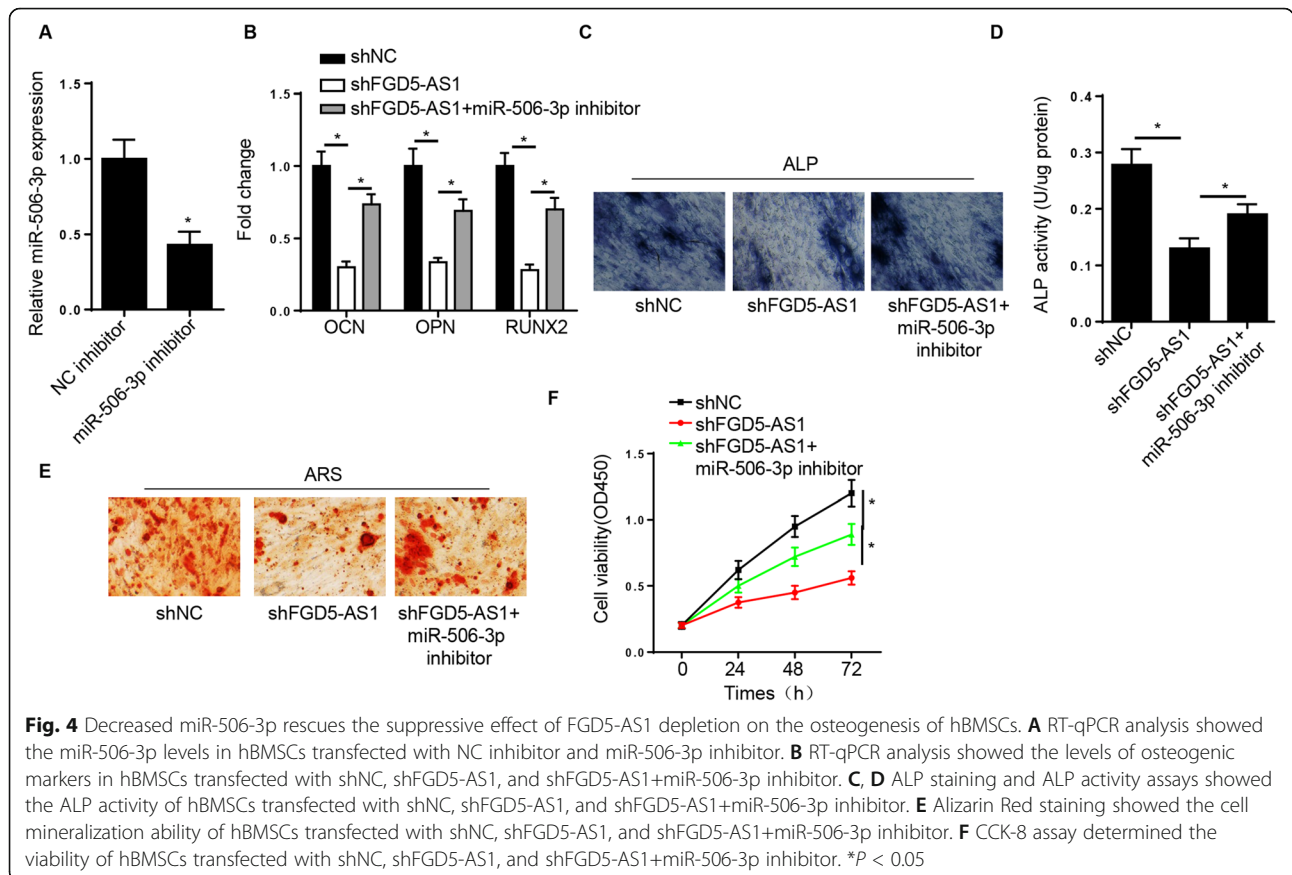 A
Relative miR-506-3p expression
1.5
1.0
0.5
0.0
NC inhibitor
miR-506-3p inhibitor
*
B
shNC
shFGD5-AS1
shFGD5-AS1+miR-506-3p inhibitor
Fold change
1.5
1.0
0.5
0.0
* * *
* * *
OCN OPN RUNX2
C
ALP
shNC
shFGD5-AS1
shFGD5-AS1+
miR-506-3p
inhibitor
D
ALP activity (U/ug protein)
0.4
0.3
0.2
0.1
0.0
*
*
shNC
shFGD5-AS1
shFGD5-AS1+
miR-506-3p inhibitor
E
ARS
shNC
shFGD5-AS1
shFGD5-AS1+
miR-506-3p
inhibitor
F
shNC
shFGD5-AS1
shFGD5-AS1+
miR-506-3p inhibitor
Cell viability(OD450)
1.5
1.0
0.5
0.0
*
*
0 24 48 72
Times（h）
Fig. 4 Decreased miR-506-3p rescues the suppressive effect of FGD5-AS1 depletion on the osteogenesis of hBMSCs. A RT-qPCR analysis showed
the miR-506-3p levels in hBMSCs transfected with NC inhibitor and miR-506-3p inhibitor. B RT-qPCR analysis showed the levels of osteogenic
markers in hBMSCs transfected with shNC, shFGD5-AS1, and shFGD5-AS1+miR-506-3p inhibitor. C, D ALP staining and ALP activity assays showed
the ALP activity of hBMSCs transfected with shNC, shFGD5-AS1, and shFGD5-AS1+miR-506-3p inhibitor. E Alizarin Red staining showed the cell
mineralization ability of hBMSCs transfected with shNC, shFGD5-AS1, and shFGD5-AS1+miR-506-3p inhibitor. F CCK-8 assay determined the
viability of hBMSCs transfected with shNC, shFGD5-AS1, and shFGD5-AS1+miR-506-3p inhibitor. *P < 0.05